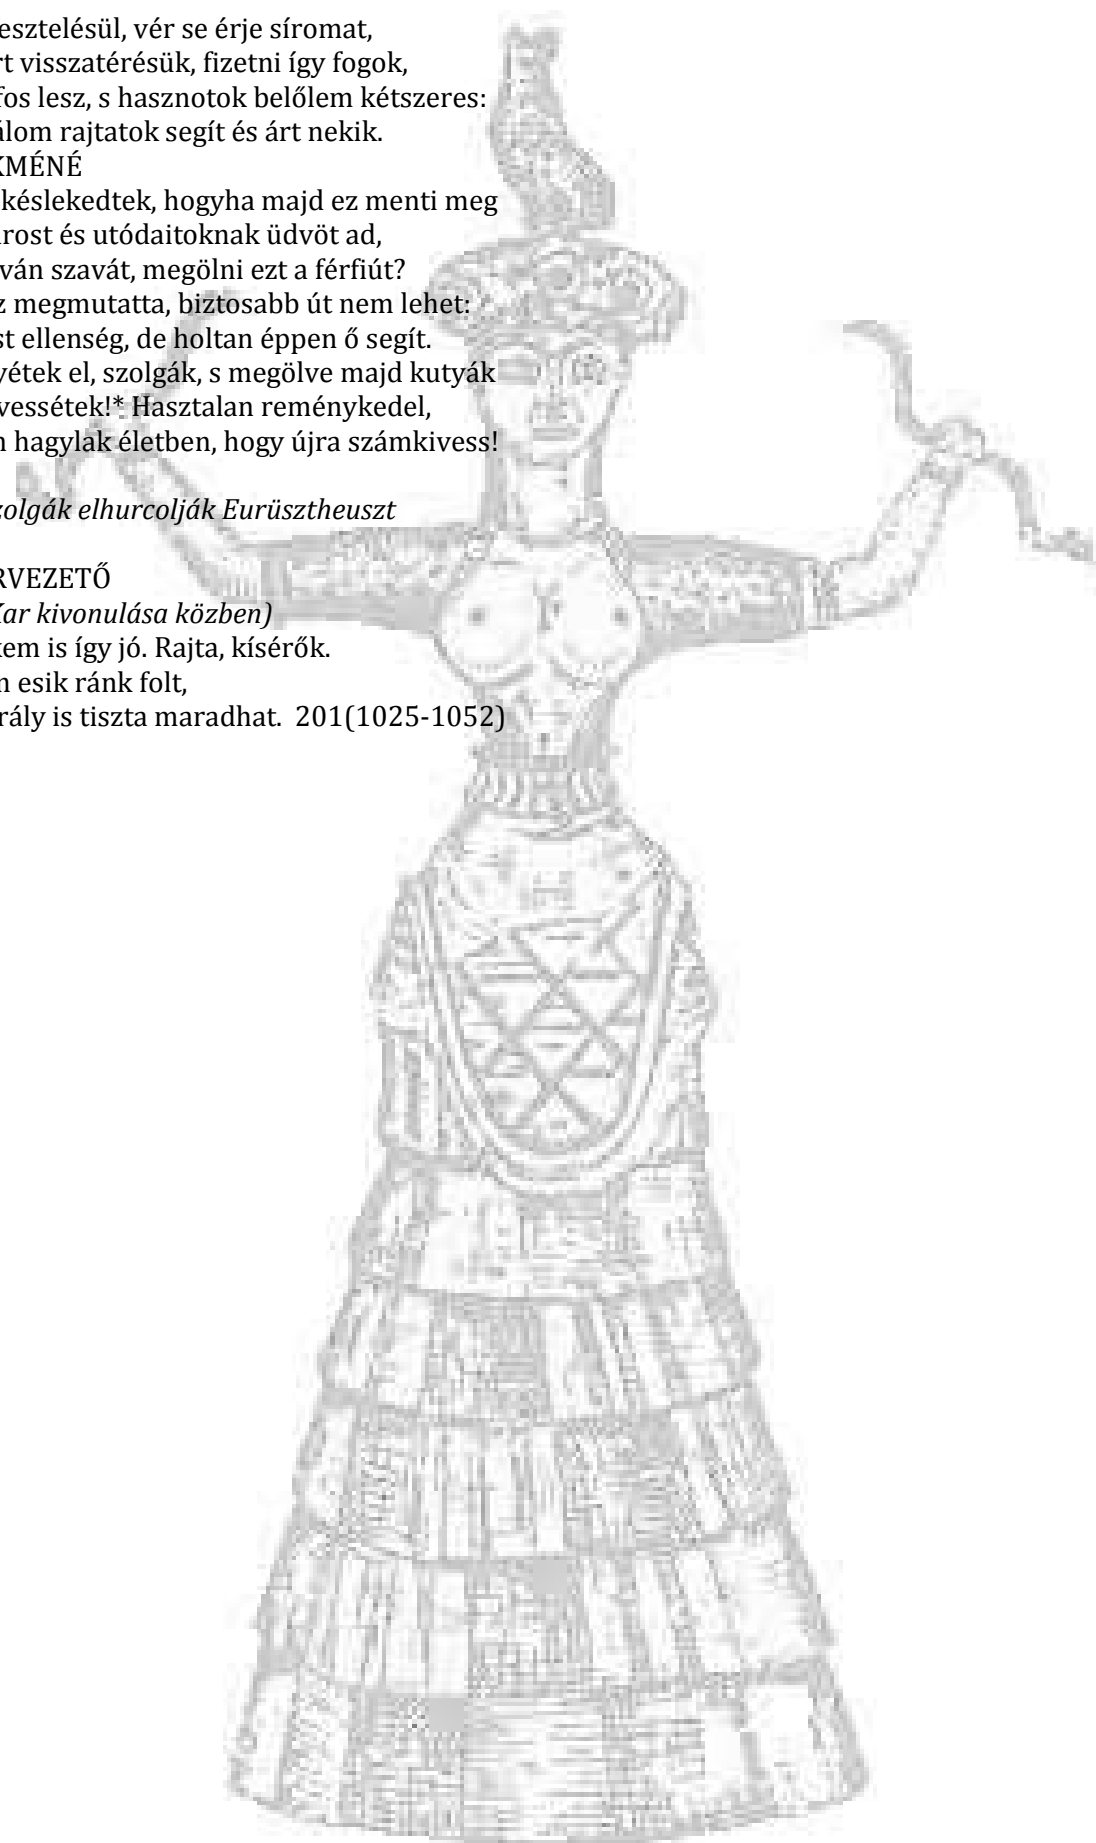 esztelésül, vér se érje síromat,
rt visszatérésük, fizetni így fogok,
fos lesz, s hasznotok belőlem kétszeres:
álom rajtatok segít és árt nekik.
KMÉNÉ
késlekedtek, hogyha majd ez menti meg
árost és utódaitoknak üdvöt ad,
ván szavát, megölni ezt a férfiút?
z megmutatta, biztosabb út nem lehet:
st ellenség, de holtan éppen ő segít.
yétek el, szolgák, s megölve majd kutyák
vessétek!* Hasztalan reménykedel,
n hagylak életben, hogy újra számkivess!
zolgák elhurcolják Eurüsztheuszt
RVEZETŐ
Kar kivonulása közben)
kem is így jó. Rajta, kísérők.
n esik ránk folt,
rály is tiszta maradhat. 201(1025-1052)